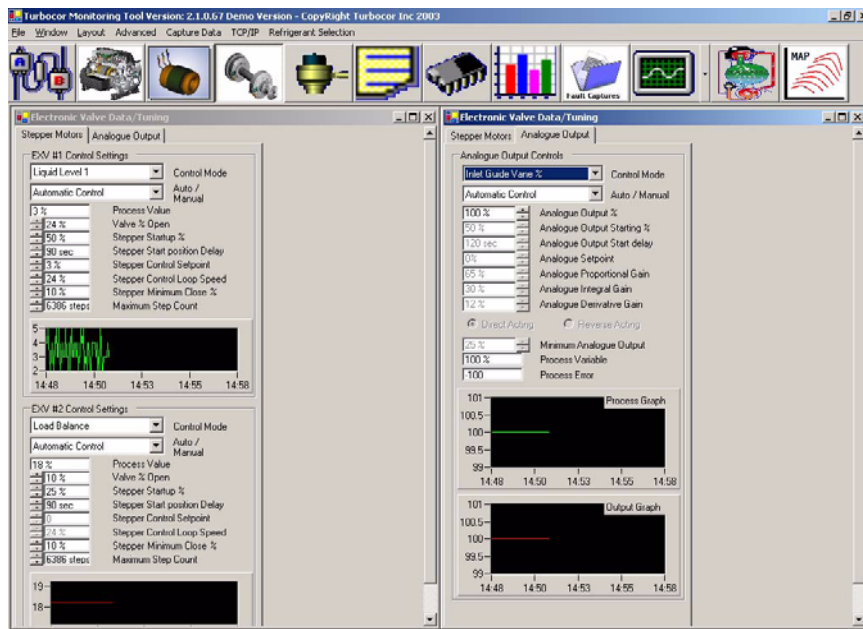 Turbocor Monitoring Tool Version: 2.1.0.67 Demo Version - CopyRight Turbocor Inc 2003
File Window Layout Advanced Capture Data TCP/IP Refrigerant Selection
A
B
Fault Captures
MAP
Electronic Valve Data/Tuning
Stepper Motors Analogue Output
EXV #1 Control Settings
Liquid Level 1 Control Mode
Automatic Control Auto / Manual
3 % Process Value
24 % Valve % Open
50 % Stepper Startup %
90 sec Stepper Start position Delay
3 % Stepper Control Setpoint
24 % Stepper Control Loop Speed
10 % Stepper Minimum Close %
6386 steps Maximum Step Count
5
4
3
2
14:48 14:50 14:53 14:55 14:58
EXV #2 Control Settings
Load Balance Control Mode
Automatic Control Auto / Manual
18 % Process Value
10 % Valve % Open
25 % Stepper Startup %
90 sec Stepper Start position Delay
0 Stepper Control Setpoint
24 % Stepper Control Loop Speed
10 % Stepper Minimum Close %
6386 steps Maximum Step Count
19
18
Electronic Valve Data/Tuning
Stepper Motors Analogue Output
Analogue Output Controls
Inlet Guide Vane % Control Mode
Automatic Control Auto / Manual
100 % Analogue Output %
50 % Analogue Output Starting %
120 sec Analogue Output Start delay
0% Analogue Setpoint
65 % Analogue Proportional Gain
30 % Analogue Integral Gain
12 % Analogue Derivative Gain
Direct Acting Reverse Acting
25 % Minimum Analogue Output
100 % Process Variable
-100 Process Error
Process Graph
101
100.5
100
99.5
99
14:48 14:50 14:53 14:55 14:58
Output Graph
101
100.5
100
99.5
99
14:48 14:50 14:53 14:55 14:58